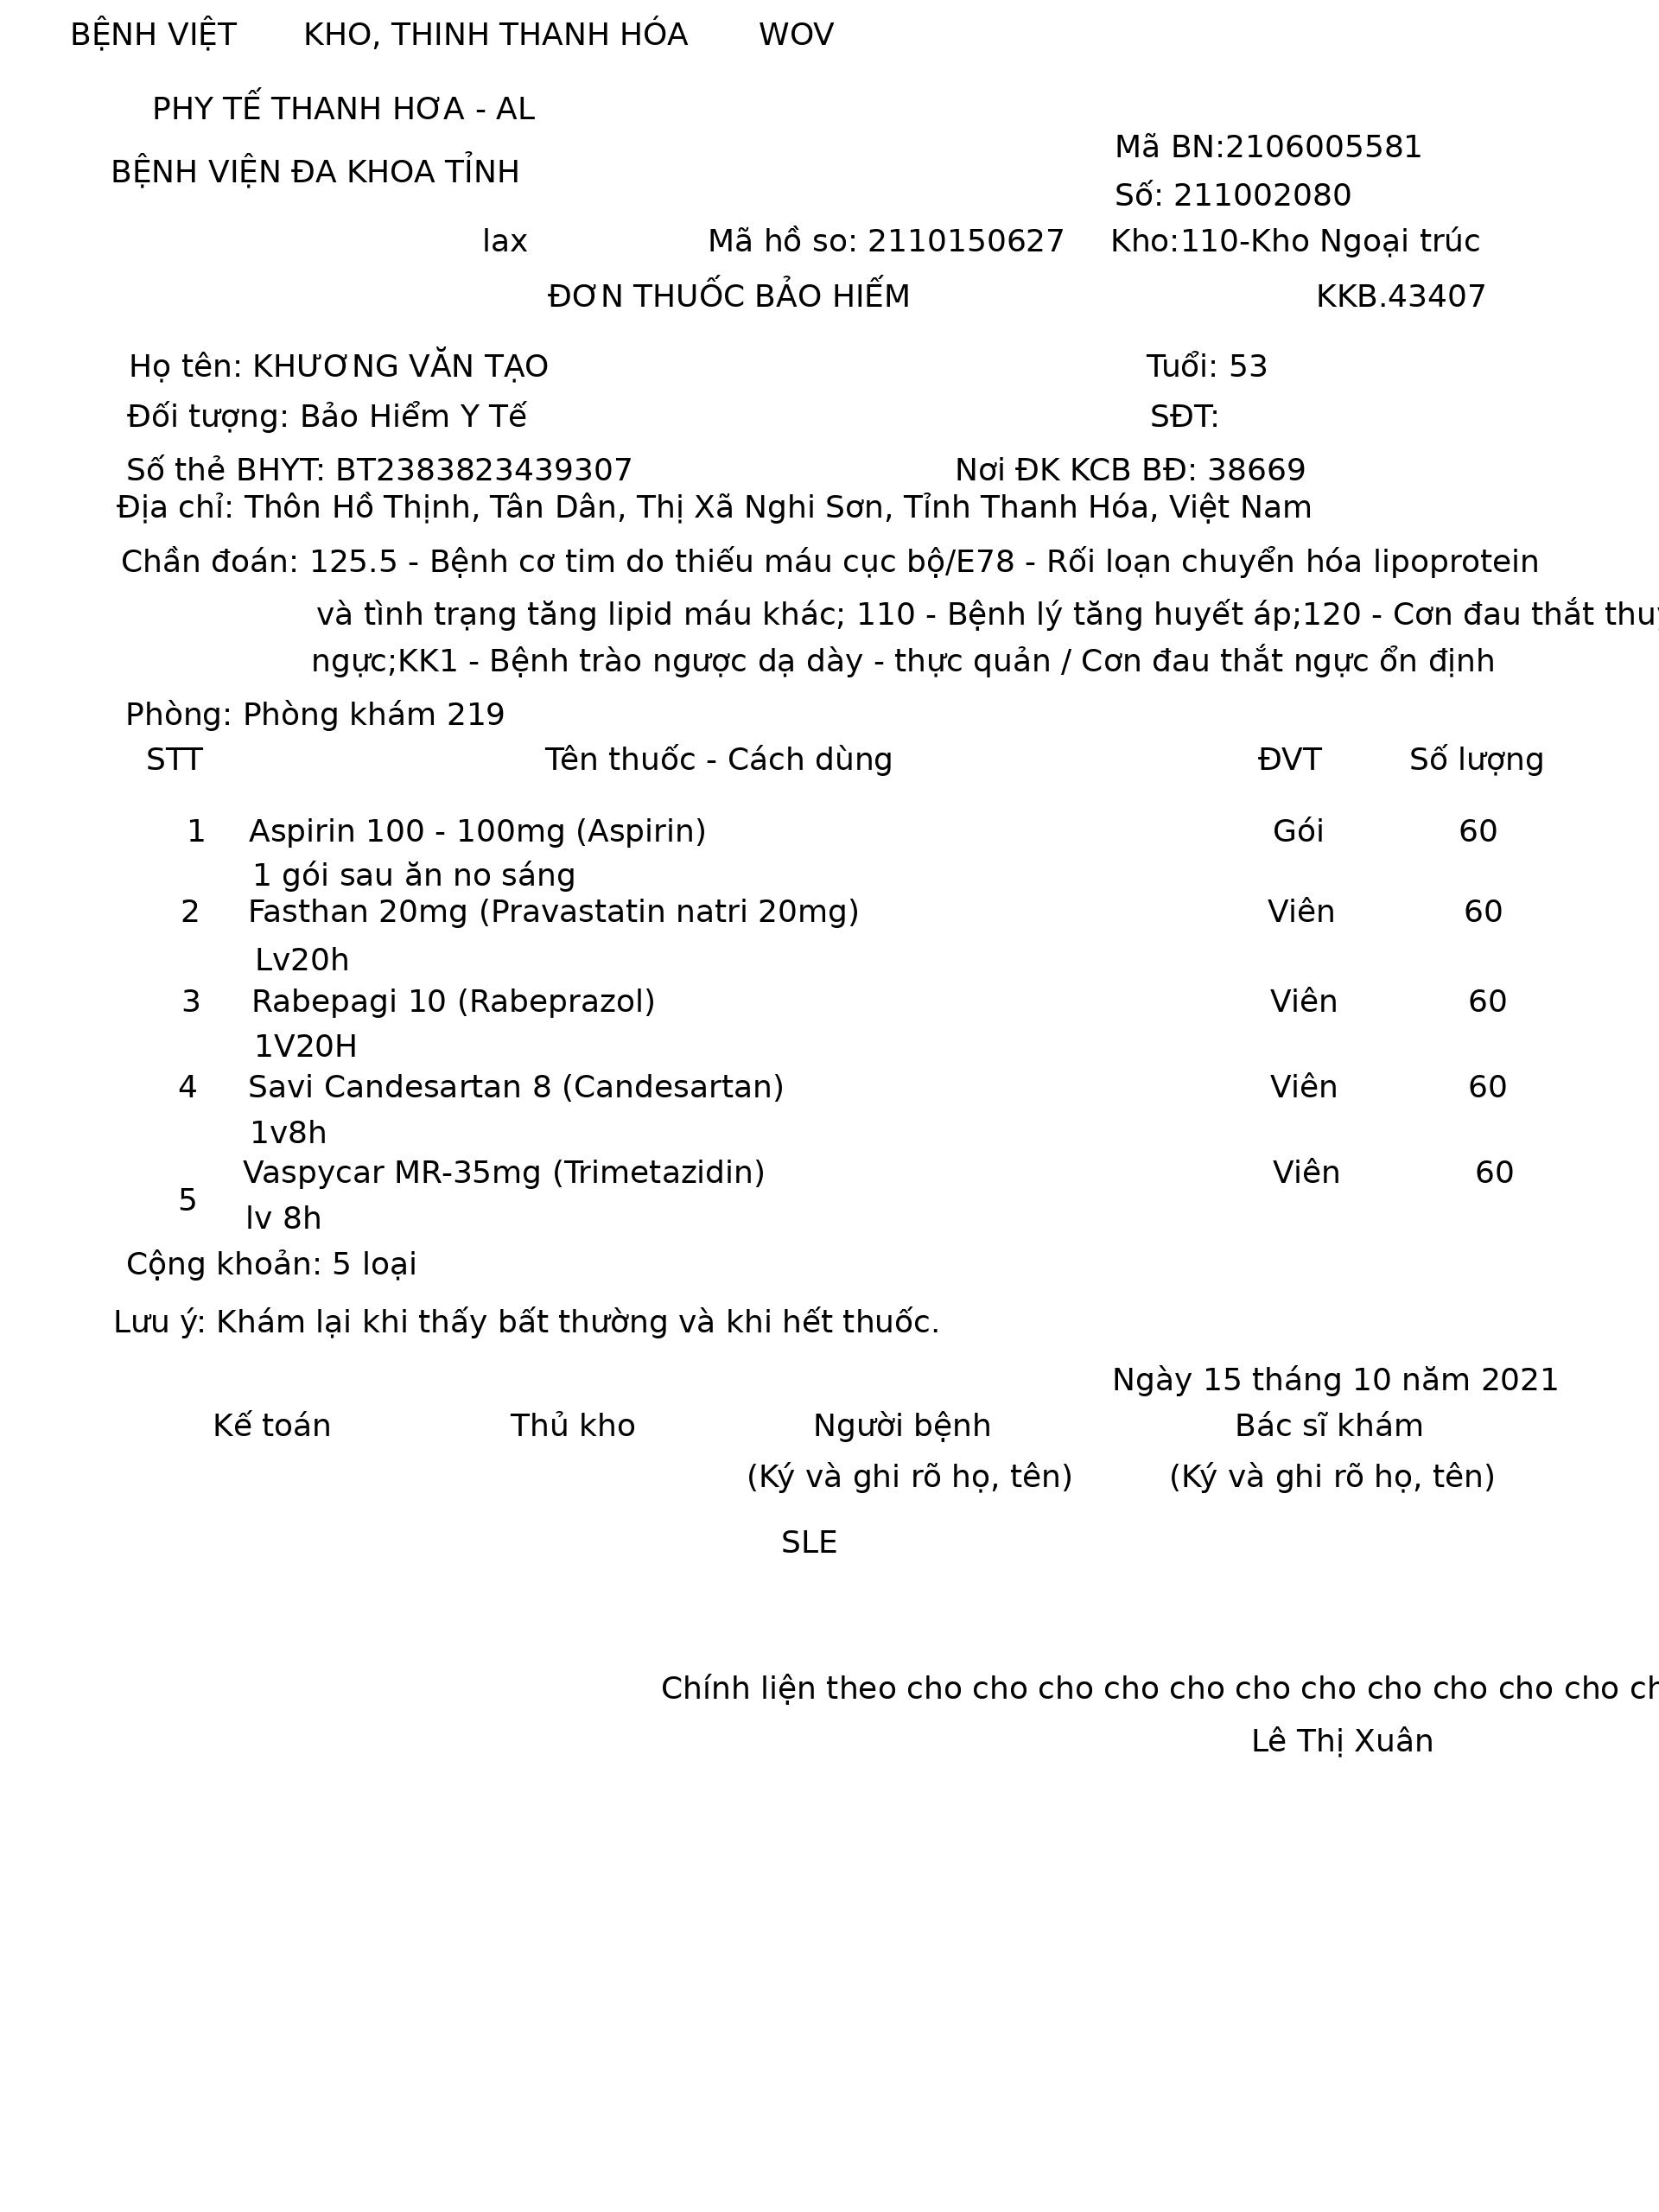 BỆNH VIỆT KHO, THINH THANH HÓA WOV
PHY TẾ THANH HƠA - AL
BỆNH VIỆN ĐA KHOA TỈNH
Mã BN:2106005581
Số: 211002080
lax Mã hồ so: 2110150627 Kho:110-Kho Ngoại trúc
ĐƠN THUỐC BẢO HIẾM KKB.43407
Họ tên: KHƯƠNG VĂN TẠO Tuổi: 53
Đối tượng: Bảo Hiểm Y Tế SĐT:
Số thẻ BHYT: BT2383823439307 Nơi ĐK KCB BĐ: 38669
Địa chỉ: Thôn Hồ Thịnh, Tân Dân, Thị Xã Nghi Sơn, Tỉnh Thanh Hóa, Việt Nam
Chần đoán: 125.5 - Bệnh cơ tim do thiếu máu cục bộ/E78 - Rối loạn chuyển hóa lipoprotein
và tình trạng tăng lipid máu khác; 110 - Bệnh lý tăng huyết áp;120 - Cơn đau thắt
ngực;KK1 - Bệnh trào ngược dạ dày - thực quản / Cơn đau thắt ngực ổn định
Phòng: Phòng khám 219
STT Tên thuốc - Cách dùng ĐVT Số lượng
1 Aspirin 100 - 100mg (Aspirin) Gói 60
1 gói sau ăn no sáng
2 Fasthan 20mg (Pravastatin natri 20mg) Viên 60
Lv20h
3 Rabepagi 10 (Rabeprazol) Viên 60
1V20H
4 Savi Candesartan 8 (Candesartan) Viên 60
1v8h
5 Vaspycar MR-35mg (Trimetazidin) Viên 60
lv 8h
Cộng khoản: 5 loại
Lưu ý: Khám lại khi thấy bất thường và khi hết thuốc.
Ngày 15 tháng 10 năm 2021
Kế toán Thủ kho Người bệnh Bác sĩ khám
(Ký và ghi rõ họ, tên) (Ký và ghi rõ họ, tên)
SLE
Chính liện theo cho cho cho cho cho cho cho cho cho cho cho
Lê Thị Xuân